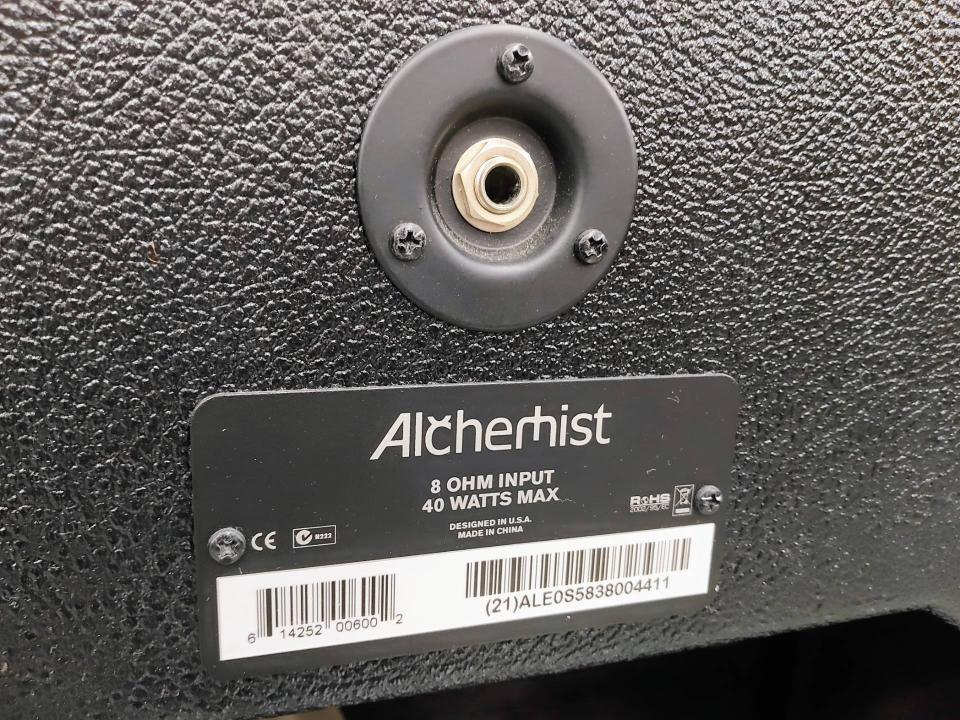 Alchemist
8 OHM INPUT
40 WATTS MAX
DESIGNED IN U.S.A.
MADE IN CHINA
CE
N222
RoHS
2002/95/EC
6 14252 00600 2
(21)ALE0S5838004411